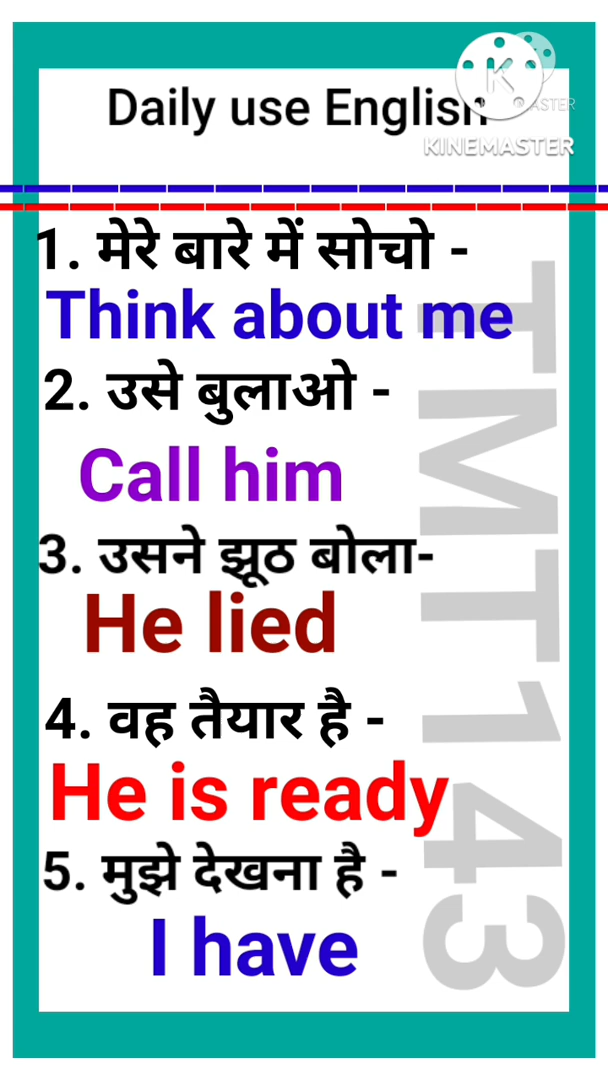 Daily use English
KINEMASTER
1. मेरे बारे में सोचो -
Think about me
2. उसे बुलाओ -
Call him
3. उसने झूठ बोला-
He lied
4. वह तैयार है -
He is ready
5. मुझे देखना है -
I have
TMT143